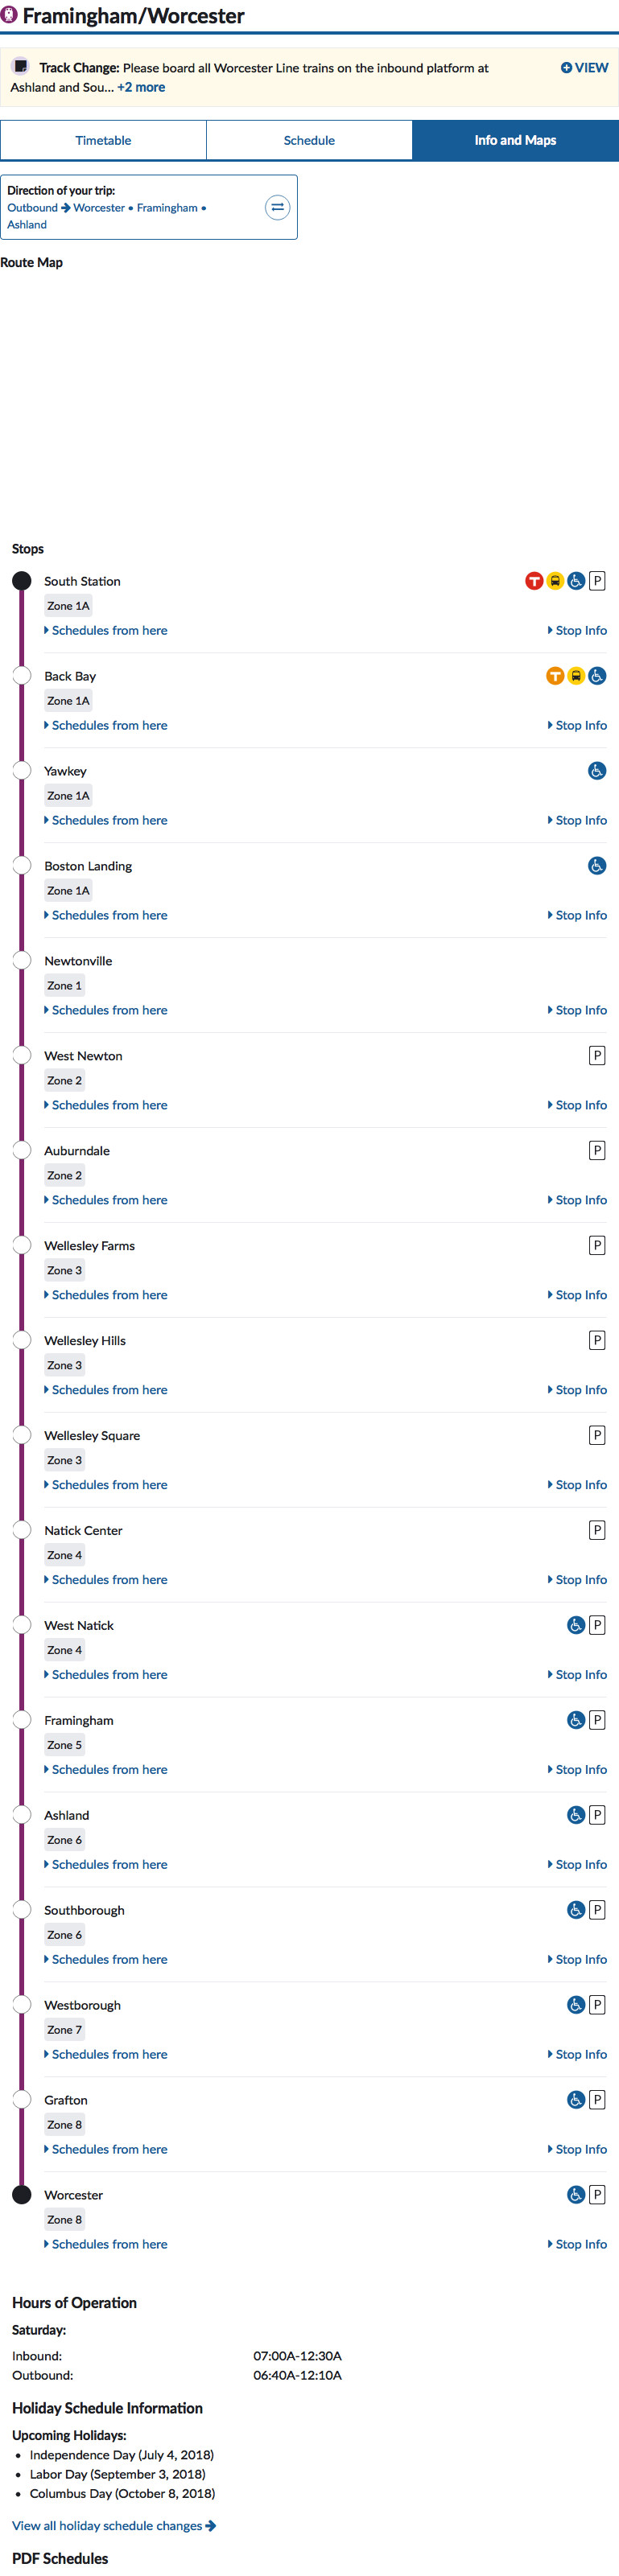 Framingham/Worcester
Track Change: Please board all Worcester Line trains on the inbound platform at
Ashland and Sou... +2 more
VIEW
Timetable
Schedule
Info and Maps
Direction of your trip:
Outbound → Worcester • Framingham •
Ashland
Route Map
Stops
South Station
T
P
Zone 1A
Schedules from here
Stop Info
Back Bay
T
Zone 1A
Schedules from here
Stop Info
Yawkey
Zone 1A
Schedules from here
Stop Info
Boston Landing
Zone 1A
Schedules from here
Stop Info
Newtonville
Zone 1
Schedules from here
Stop Info
West Newton
P
Zone 2
Schedules from here
Stop Info
Auburndale
P
Zone 2
Schedules from here
Stop Info
Wellesley Farms
P
Zone 3
Schedules from here
Stop Info
Wellesley Hills
P
Zone 3
Schedules from here
Stop Info
Wellesley Square
P
Zone 3
Schedules from here
Stop Info
Natick Center
P
Zone 4
Schedules from here
Stop Info
West Natick
P
Zone 4
Schedules from here
Stop Info
Framingham
P
Zone 5
Schedules from here
Stop Info
Ashland
P
Zone 6
Schedules from here
Stop Info
Southborough
P
Zone 6
Schedules from here
Stop Info
Westborough
P
Zone 7
Schedules from here
Stop Info
Grafton
P
Zone 8
Schedules from here
Stop Info
Worcester
P
Zone 8
Schedules from here
Stop Info
Hours of Operation
Saturday:
Inbound: 07:00A-12:30A
Outbound: 06:40A-12:10A
Holiday Schedule Information
Upcoming Holidays:
• Independence Day (July 4, 2018)
• Labor Day (September 3, 2018)
• Columbus Day (October 8, 2018)
View all holiday schedule changes →
PDF Schedules